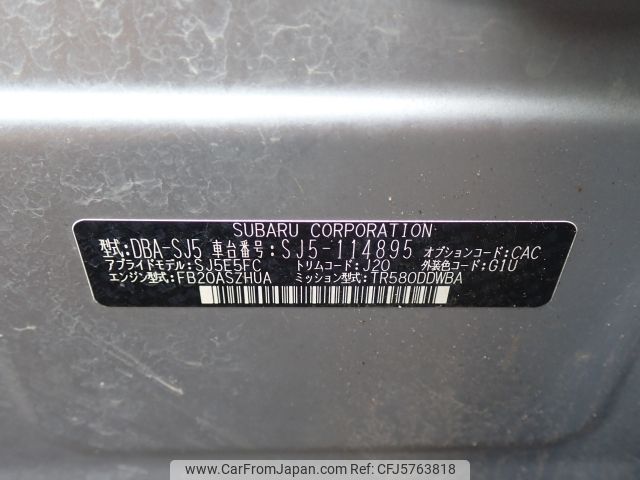 SUBARU CORPORATION
型式:DBA-SJ5 車台番号:SJ5-114895 オプションコード:CAC
アプライドモデル:SJ5E5FC トリムコード:J20 外装色コード:G1U
エンジン型式:FB20ASZHUA ミッション型式:TR580DDWBA
www.CarFromJapan.com | REF ID: CFJ5763818